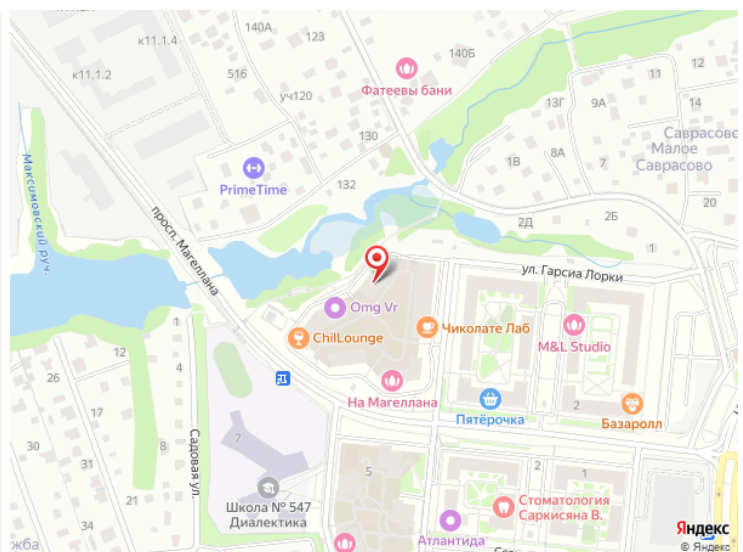 к11.1.4
140А
123
к11.1.2
516
уч120
140Б
Фатеевы бани
130
11
12
13Г
9А
14
Саврасово
Малое
Саврасово
8А
1В
7
PrimeTime
132
20
2Б
2Д
1
Максимовский руч.
просп. Магеллана
ул. Гарсиа Лорки
Omg Vr
ChilLounge
Чиколате Лаб
M&L Studio
12
26
4
1
17
На Магеллана
Пятёрочка
2
Базаролл
30
8
7
Садовая ул.
31
34
21
5
2
1
Школа № 547
Диалектика
Стоматология
Саркисяна В.
Атлантида
жба
Яндекс
© Яндекс